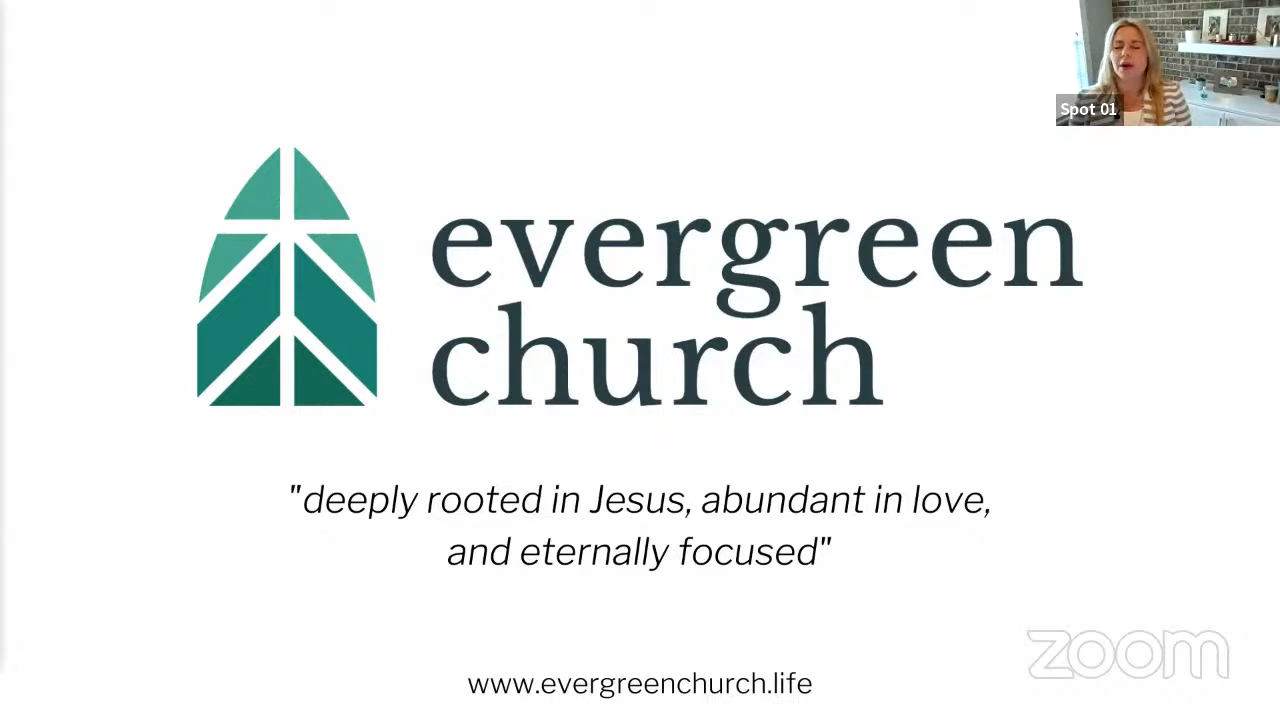 Spot 01
evergreen
church
"deeply rooted in Jesus, abundant in love,
and eternally focused"
zoom
www.evergreenchurch.life